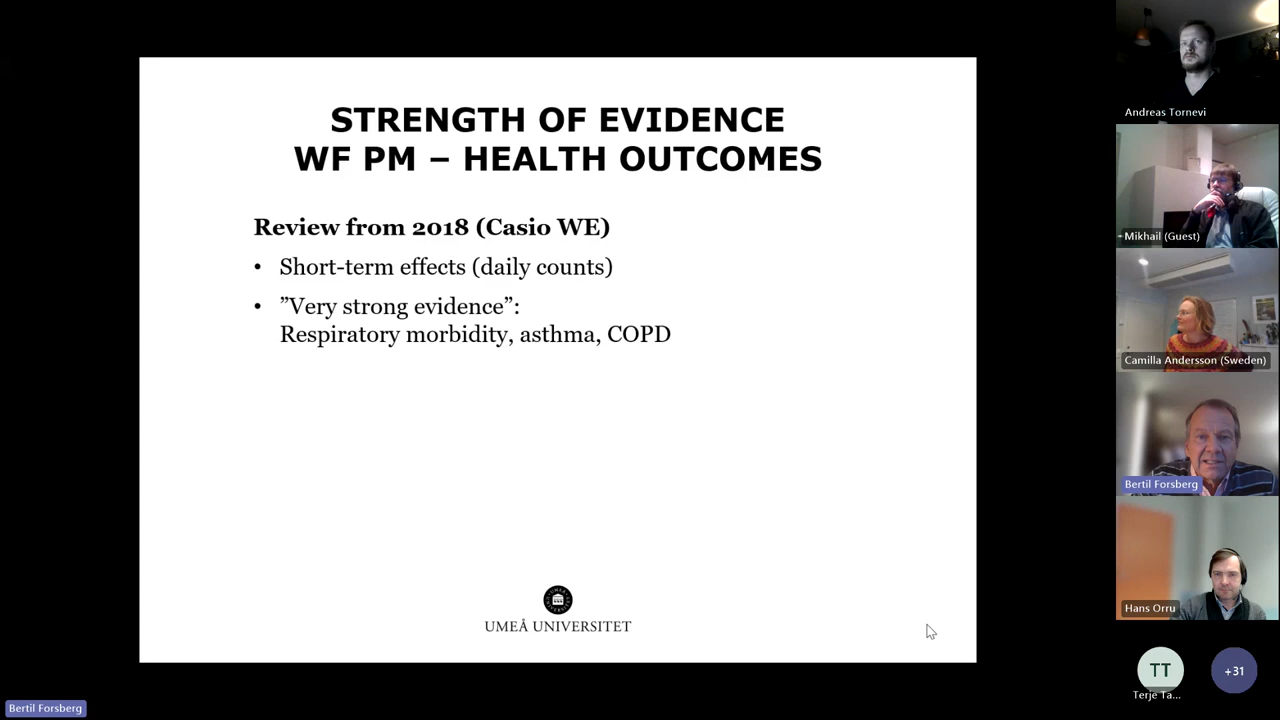 STRENGTH OF EVIDENCE
WF PM – HEALTH OUTCOMES
Review from 2018 (Casio WE)
• Short-term effects (daily counts)
• ”Very strong evidence”:
Respiratory morbidity, asthma, COPD
UMEÅ UNIVERSITET
Andreas Tornevi
Mikhail (Guest)
Camilla Andersson (Sweden)
Bertil Forsberg
Hans Orru
TT
+31
Terje Ta...
Bertil Forsberg